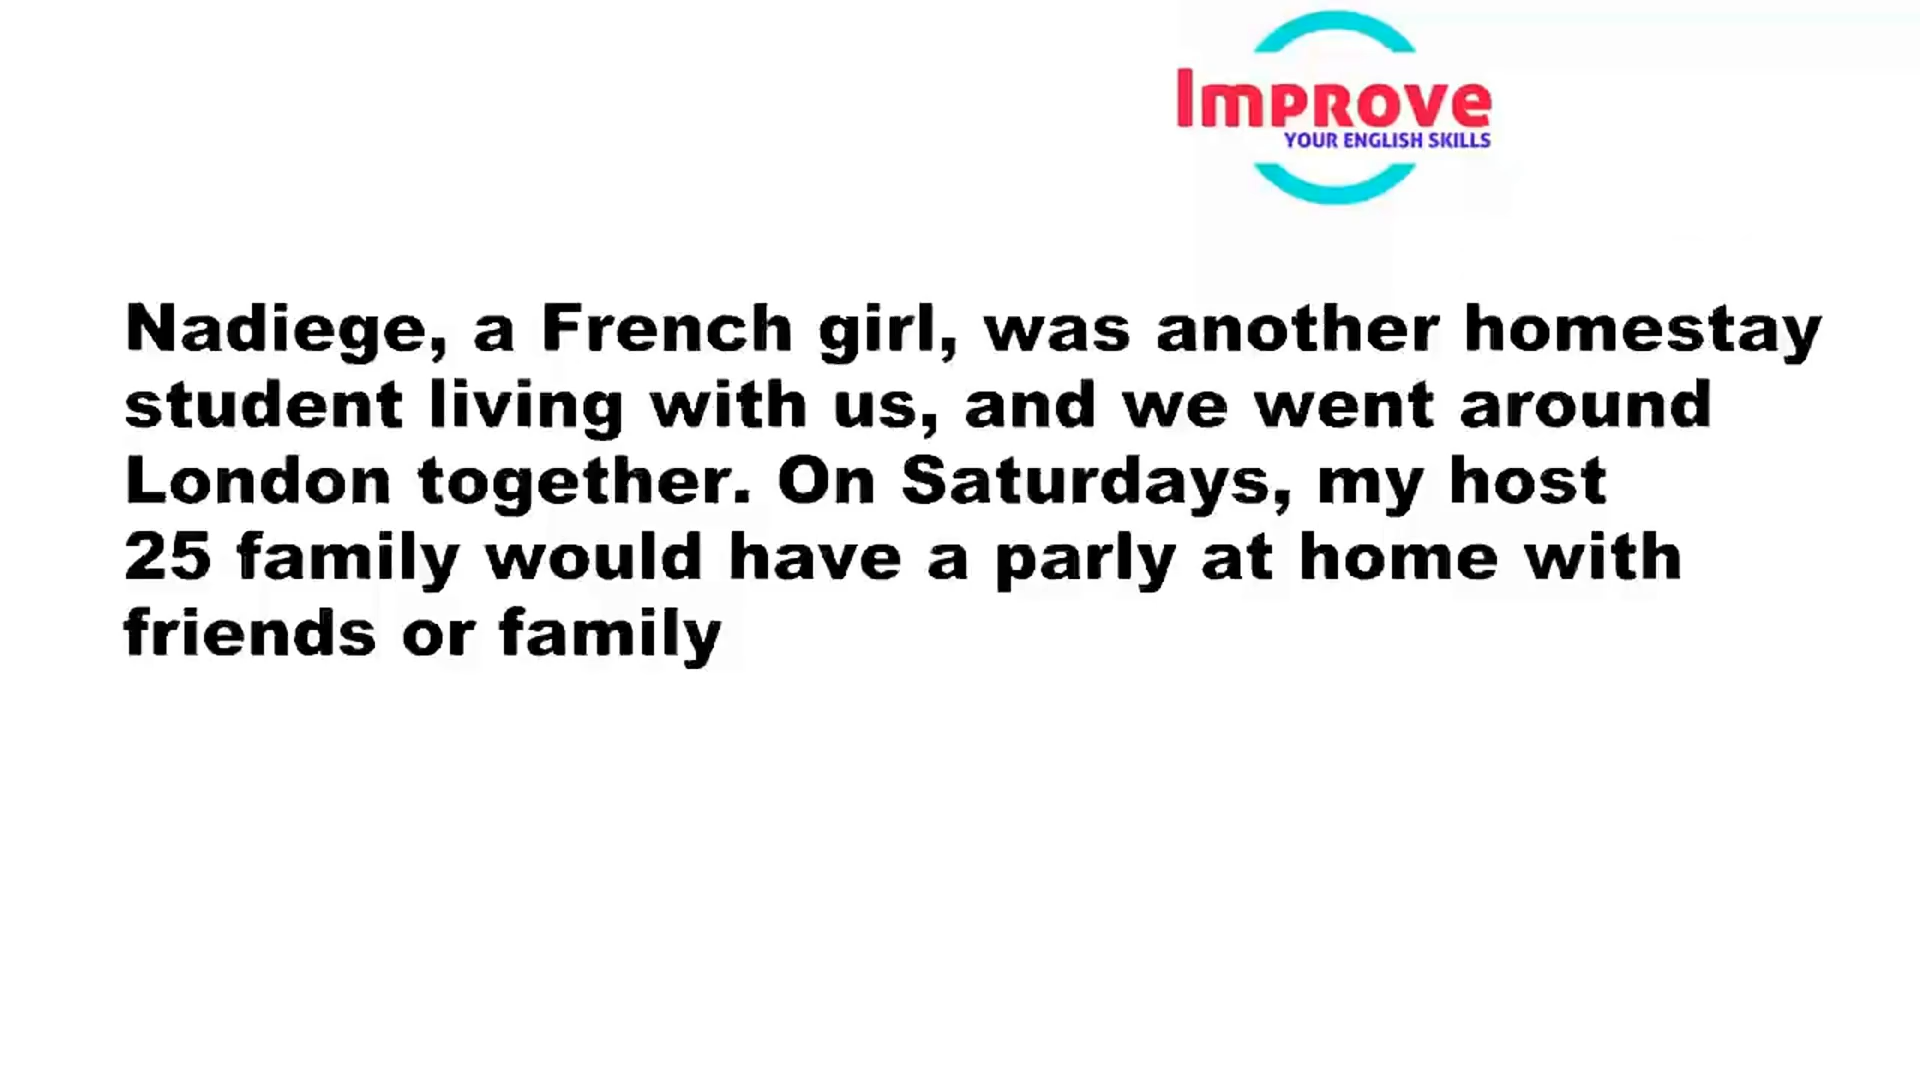 Improve
YOUR ENGLISH SKILLS
Nadiege, a French girl, was another homestay
student living with us, and we went around
London together. On Saturdays, my host
25 family would have a parly at home with
friends or family